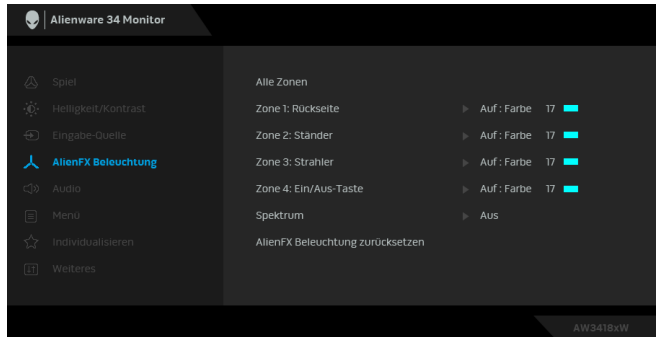 Alienware 34 Monitor
Spiel
Helligkeit/Kontrast
Eingabe-Quelle
AlienFX Beleuchtung
Audio
Menü
Individualisieren
Weiteres
Alle Zonen
Zone 1: Rückseite Auf : Farbe 17
Zone 2: Ständer Auf : Farbe 17
Zone 3: Strahler Auf : Farbe 17
Zone 4: Ein/Aus-Taste Auf : Farbe 17
Spektrum Aus
AlienFX Beleuchtung zurücksetzen
AW3418xW